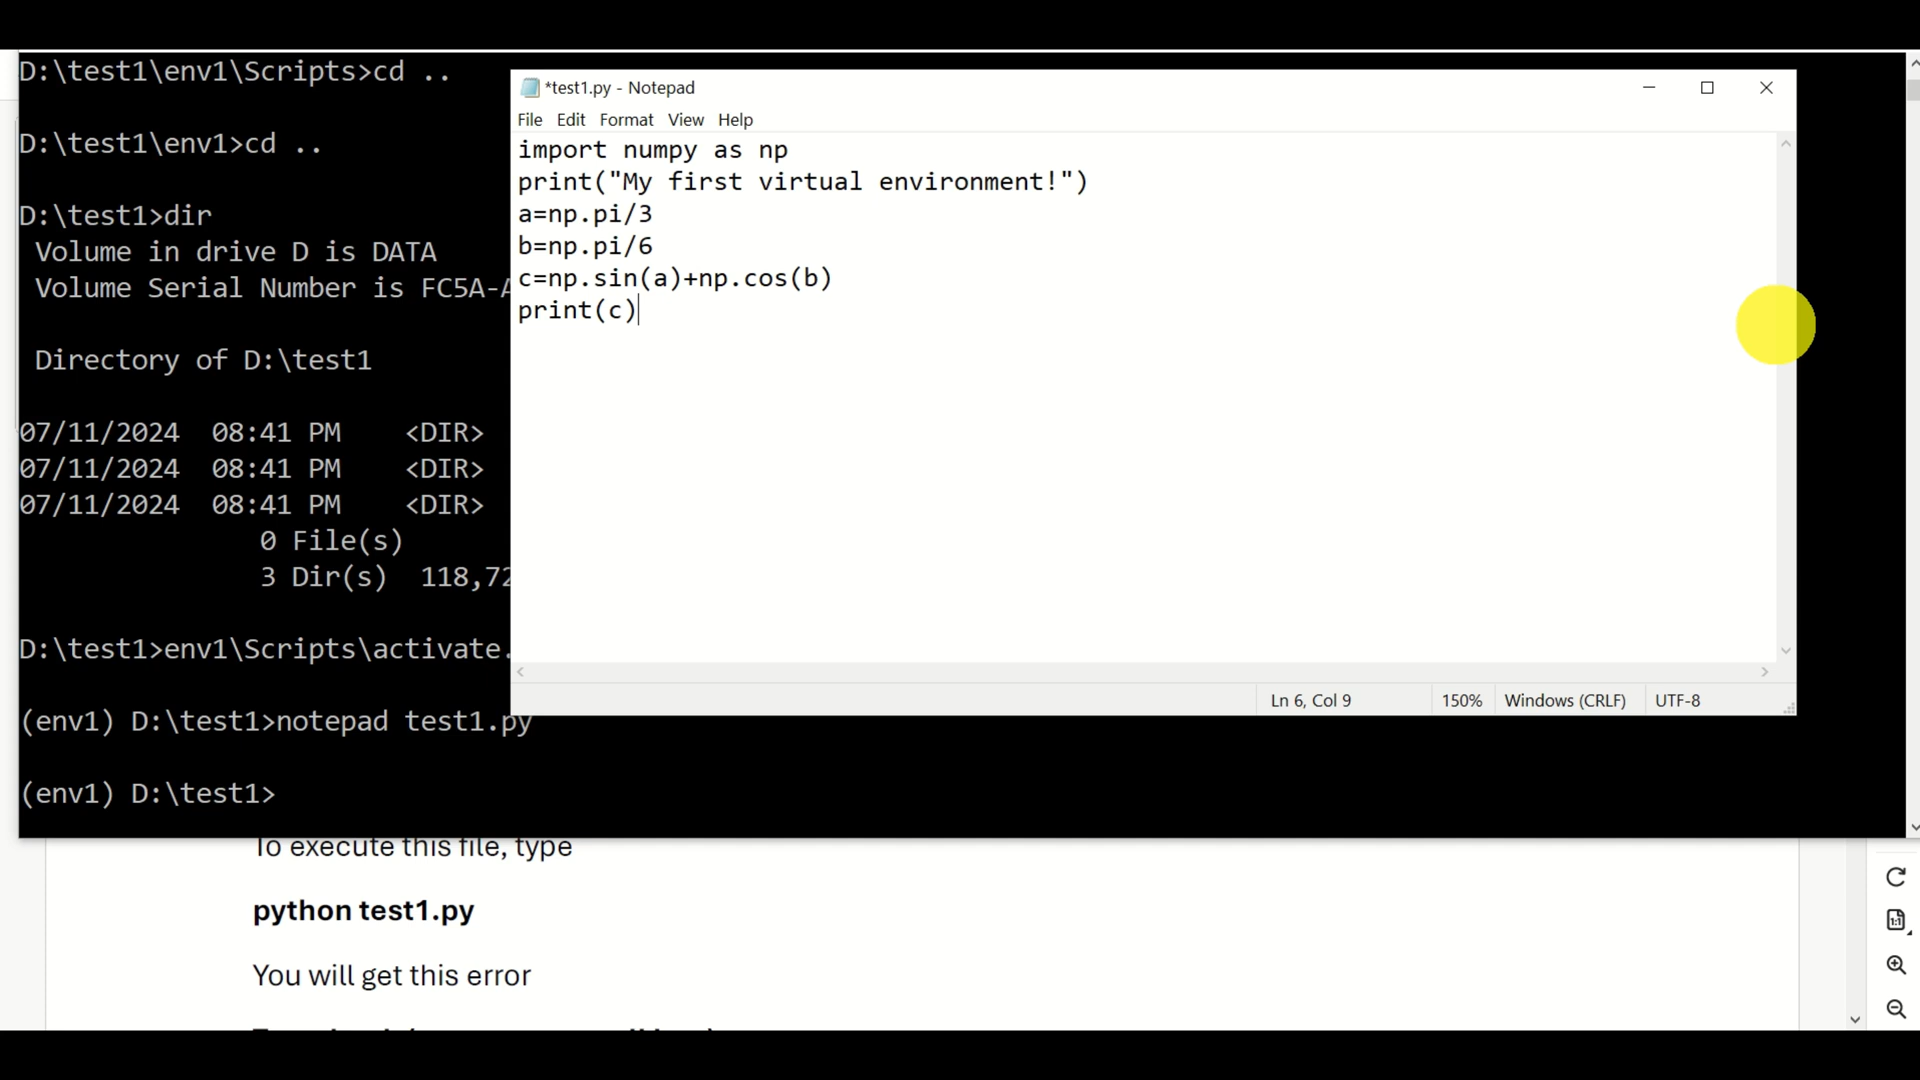 D:\test1\env1\Scripts>cd ..
D:\test1\env1>cd ..
D:\test1>dir
Volume in drive D is DATA
Volume Serial Number is FC5A-
Directory of D:\test1
07/11/2024 08:41 PM <DIR>
07/11/2024 08:41 PM <DIR>
07/11/2024 08:41 PM <DIR>
0 File(s)
3 Dir(s) 118,72
D:\test1>env1\Scripts\activate.
(env1) D:\test1>notepad test1.py
(env1) D:\test1>
*test1.py - Notepad
File Edit Format View Help
import numpy as np
print("My first virtual environment!")
a=np.pi/3
b=np.pi/6
c=np.sin(a)+np.cos(b)
print(c)
Ln 6, Col 9 150% Windows (CRLF) UTF-8
To execute this file, type
python test1.py
You will get this error